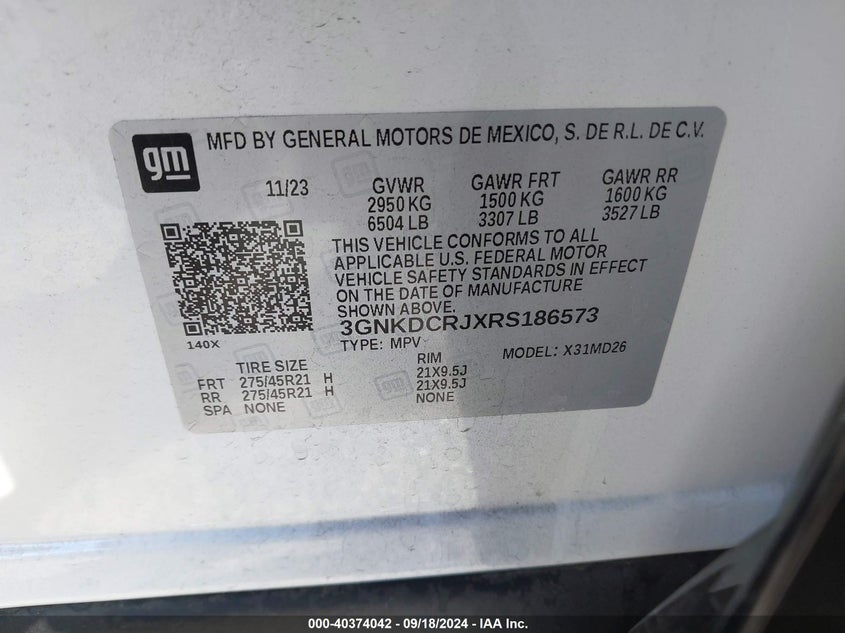 gm
MFD BY GENERAL MOTORS DE MEXICO, S. DE R.L. DE C.V.
11/23 GVWR GAWR FRT GAWR RR
2950 KG 1500 KG 1600 KG
6504 LB 3307 LB 3527 LB
THIS VEHICLE CONFORMS TO ALL
APPLICABLE U.S. FEDERAL MOTOR
VEHICLE SAFETY STANDARDS IN EFFECT
ON THE DATE OF MANUFACTURE
SHOWN ABOVE.
3GNKDCRJXRS186573
140X
TYPE: MPV MODEL: X31MD26
TIRE SIZE RIM
FRT 275/45R21 H 21X9.5J
RR 275/45R21 H 21X9.5J
SPA NONE NONE
000-40374042 - 09/18/2024 - IAA Inc.